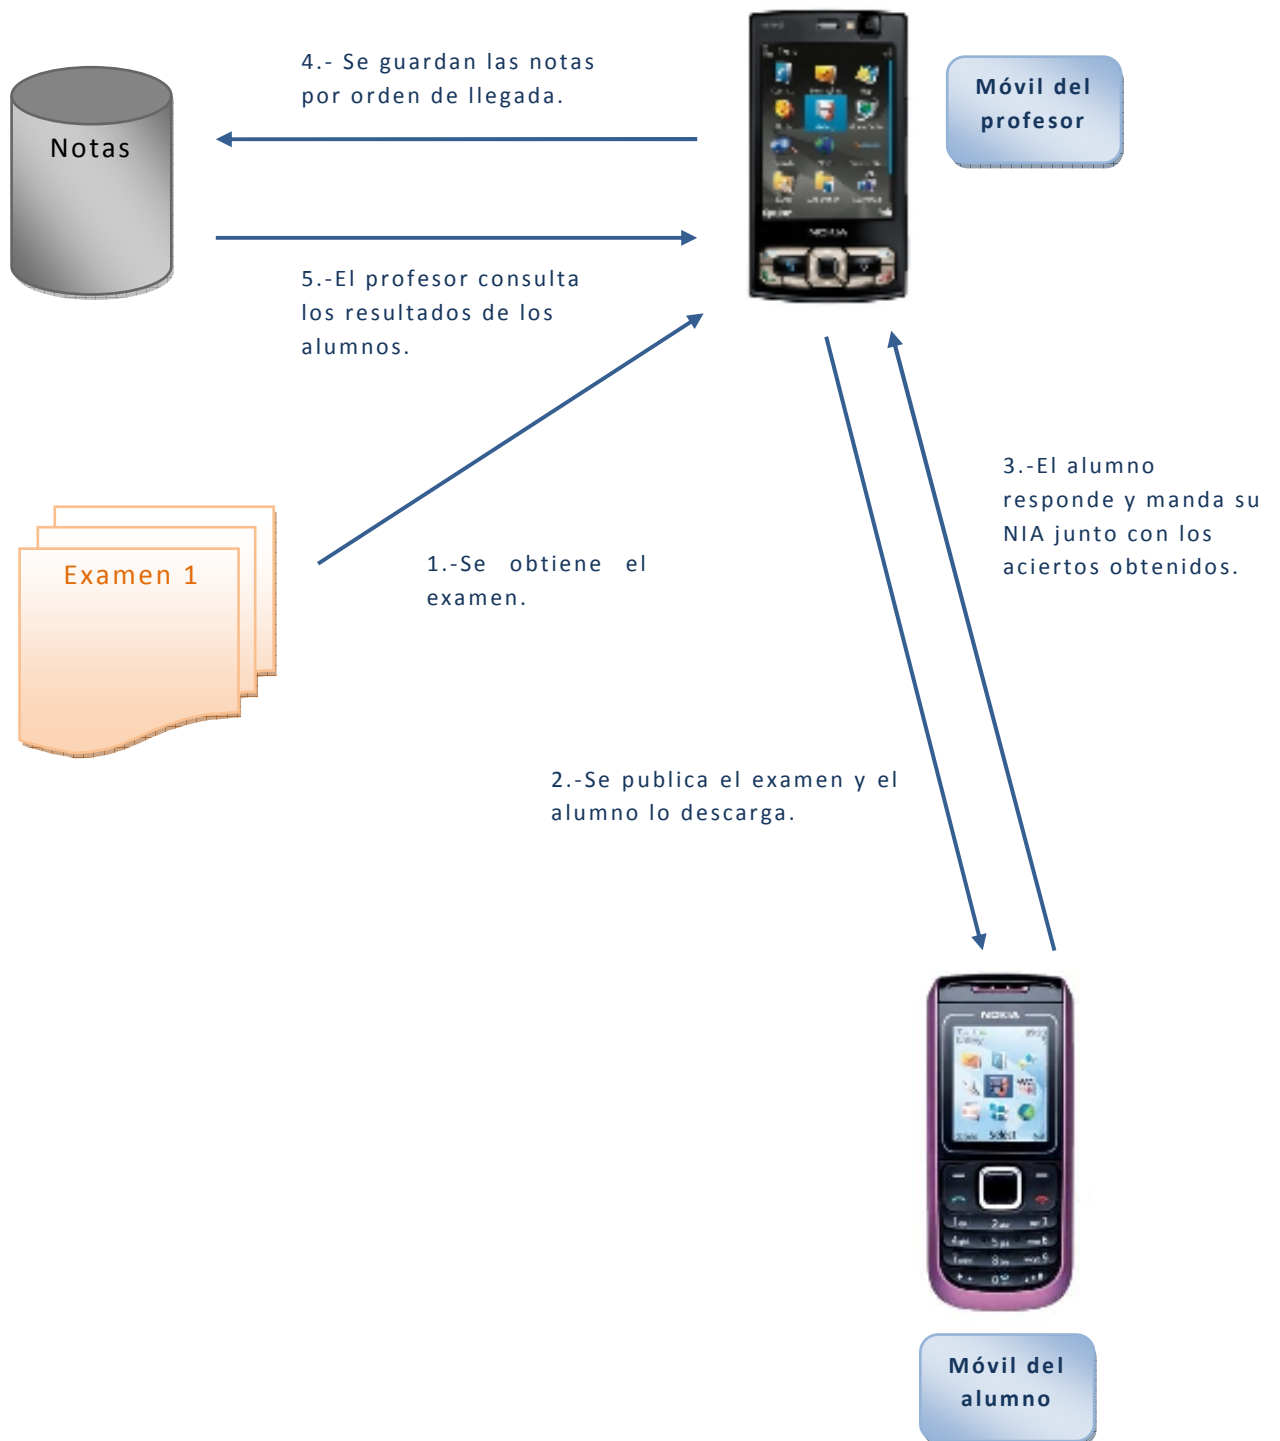 4.- Se guardan las notas
por orden de llegada.
Móvil del
profesor
Notas
NOKIA
5.-El profesor consulta
los resultados de los
alumnos.
3.-El alumno
responde y manda su
NIA junto con los
aciertos obtenidos.
1.-Se obtiene el
examen.
Examen 1
2.-Se publica el examen y el
alumno lo descarga.
NOKIA
Select
Móvil del
alumno